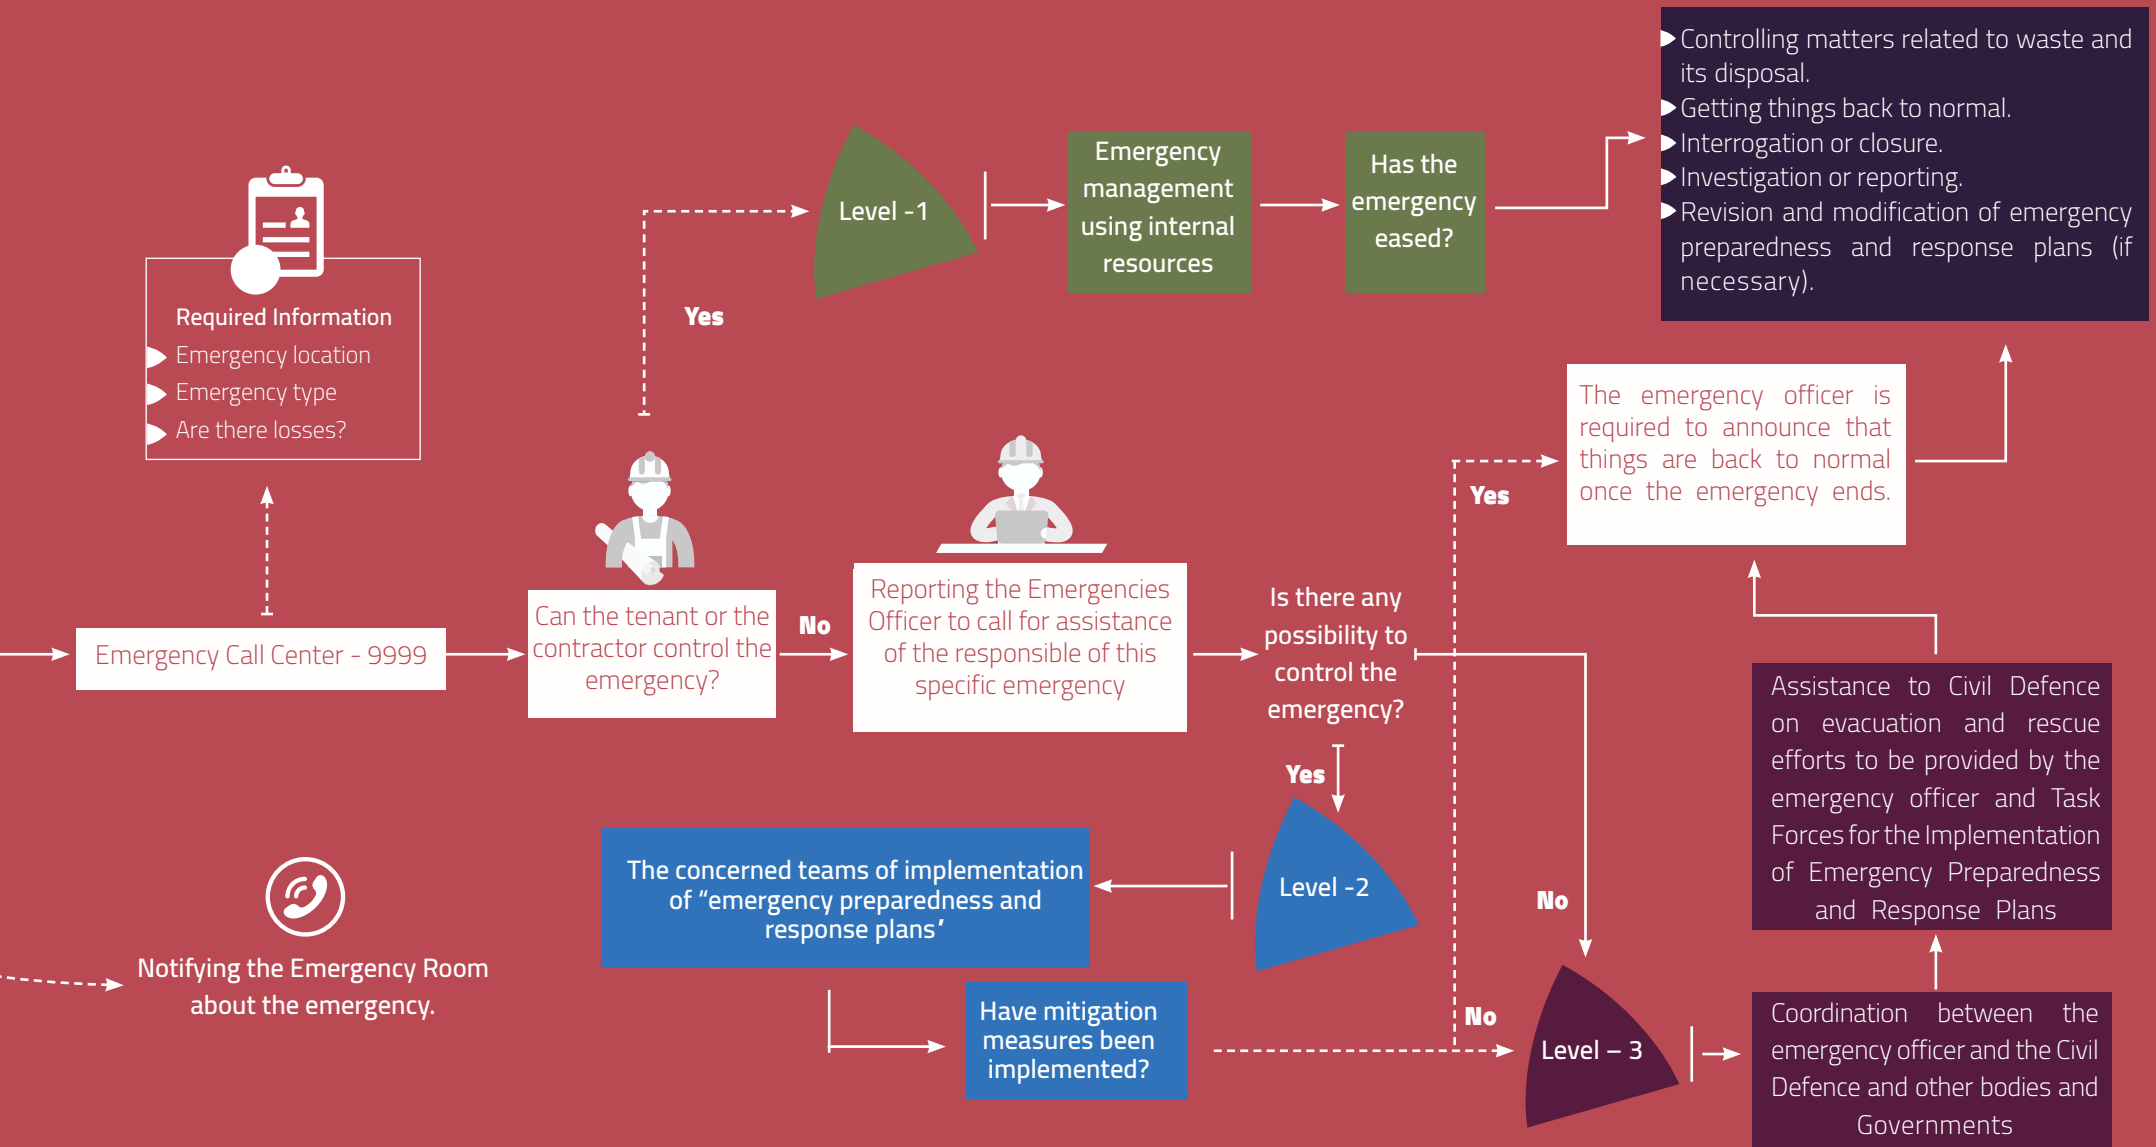 Required Information
Emergency location
Emergency type
Are there losses?
Emergency Call Center - 9999
Notifying the Emergency Room
about the emergency.
Can the tenant or the
contractor control the
emergency?
Yes
Level -1
Emergency
management
using internal
resources
Has the
emergency
eased?
Controlling matters related to waste and
its disposal.
Getting things back to normal.
Interrogation or closure.
Investigation or reporting.
Revision and modification of emergency
preparedness and response plans (if
necessary).
No
Reporting the Emergencies
Officer to call for assistance
of the responsible of this
specific emergency
Is there any
possibility to
control the
emergency?
Yes
Level -2
The concerned teams of implementation
of “emergency preparedness and
response plans’
Have mitigation
measures been
implemented?
Yes
The emergency officer is
required to announce that
things are back to normal
once the emergency ends.
No
No
Level – 3
Coordination between the
emergency officer and the Civil
Defence and other bodies and
Governments
Assistance to Civil Defence
on evacuation and rescue
efforts to be provided by the
emergency officer and Task
Forces for the Implementation
of Emergency Preparedness
and Response Plans